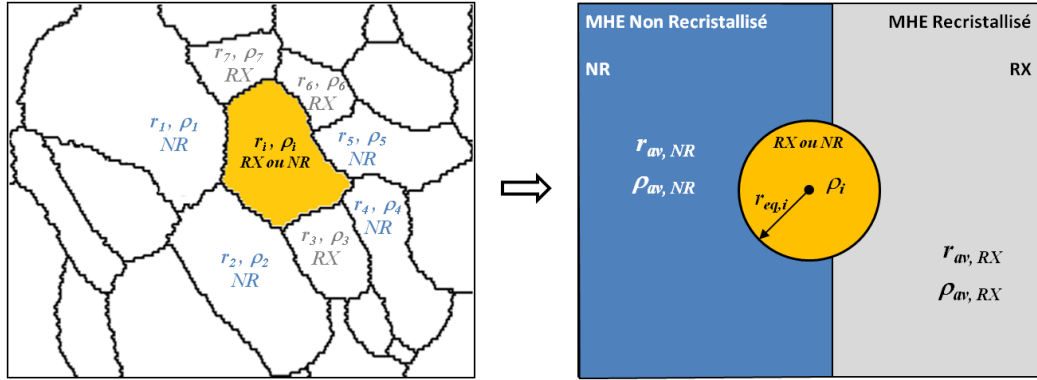 r7, ρ7
RX
r6, ρ6
RX
r1, ρ1
NR
ri, ρi
RX ou NR
r5, ρ5
NR
r4, ρ4
NR
r3, ρ3
RX
r2, ρ2
NR
MHE Non Recristallisé
MHE Recristallisé
NR
RX
RX ou NR
rav, NR
ρav, NR
ρi
req,i
rav, RX
ρav, RX